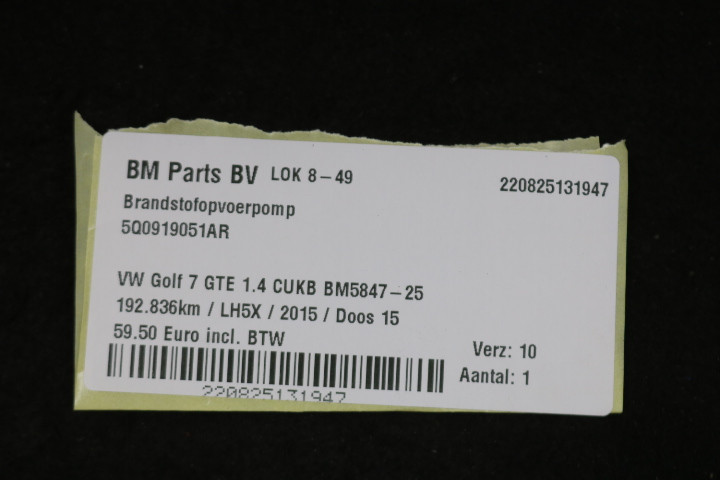 BM Parts BV LOK 8-49
220825131947
Brandstofopvoerpomp
5Q0919051AR
VW Golf 7 GTE 1.4 CUKB BM5847-25
192.836km / LH5X / 2015 / Doos 15
59.50 Euro incl. BTW
Verz: 10
Aantal: 1
220825131947